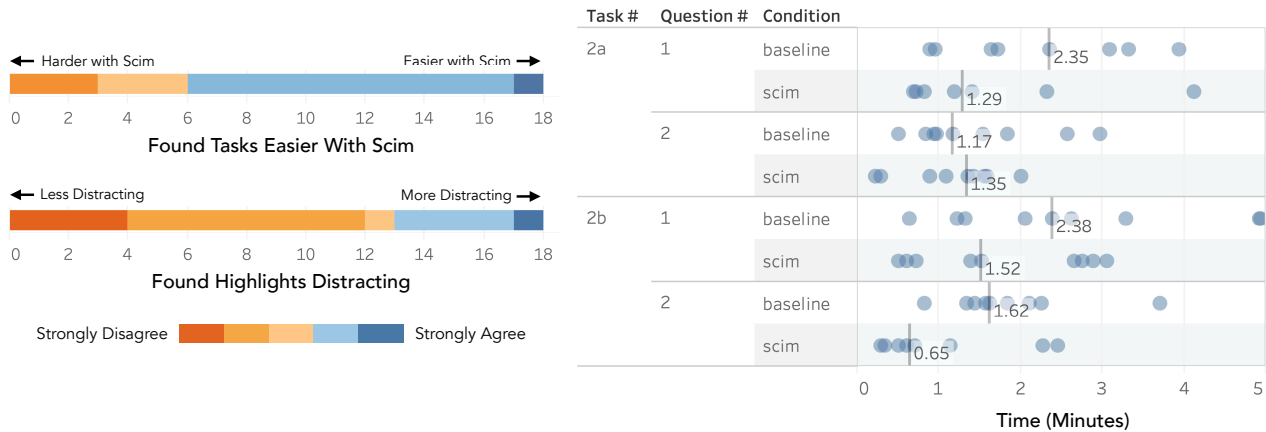 Harder with Scim Easier with Scim
0 2 4 6 8 10 12 14 16 18
Found Tasks Easier With Scim
Less Distracting More Distracting
0 2 4 6 8 10 12 14 16 18
Found Highlights Distracting
Strongly Disagree Strongly Agree
Task # Question # Condition
2a 1 baseline 2.35
scim 1.29
2 baseline 1.17
scim 1.35
2b 1 baseline 2.38
scim 1.52
2 baseline 1.62
scim 0.65
0 1 2 3 4 5
Time (Minutes)